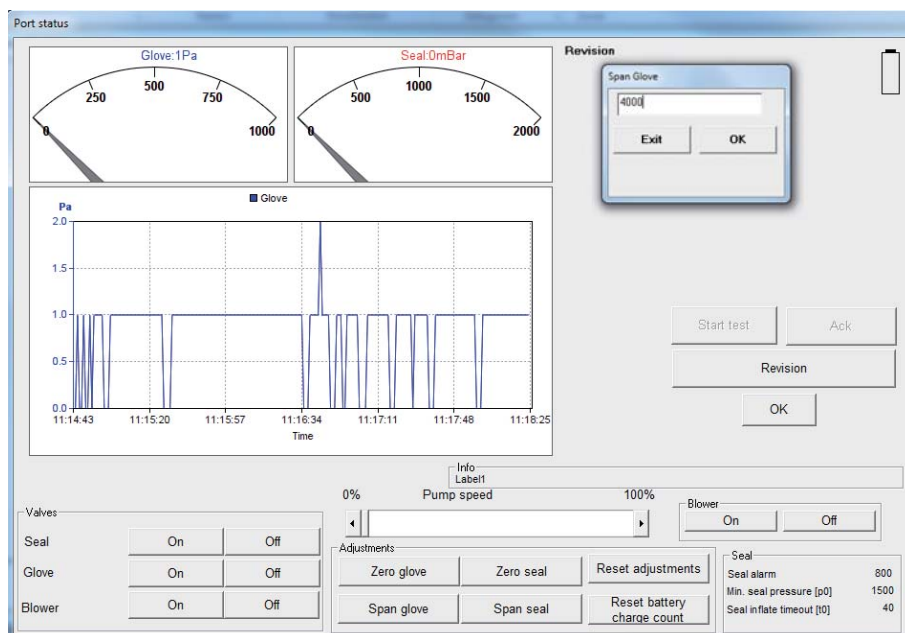 Port status
Glove:1Pa
0 250 500 750 1000
Seal:0mBar
0 500 1000 1500 2000
Revision
Span Glove
4000
Exit OK
Glove
Pa
2.0
1.5
1.0
0.5
0.0
11:14:43 11:15:20 11:15:57 11:16:34 11:17:11 11:17:48 11:18:25
Time
Start test Ack
Revision
OK
Info
Label1
0% Pump speed 100%
Blower
On Off
Valves
Seal On Off
Glove On Off
Blower On Off
Adjustments
Zero glove Zero seal Reset adjustments
Span glove Span seal Reset battery
charge count
Seal
Seal alarm 800
Min. seal pressure [p0] 1500
Seal inflate timeout [t0] 40